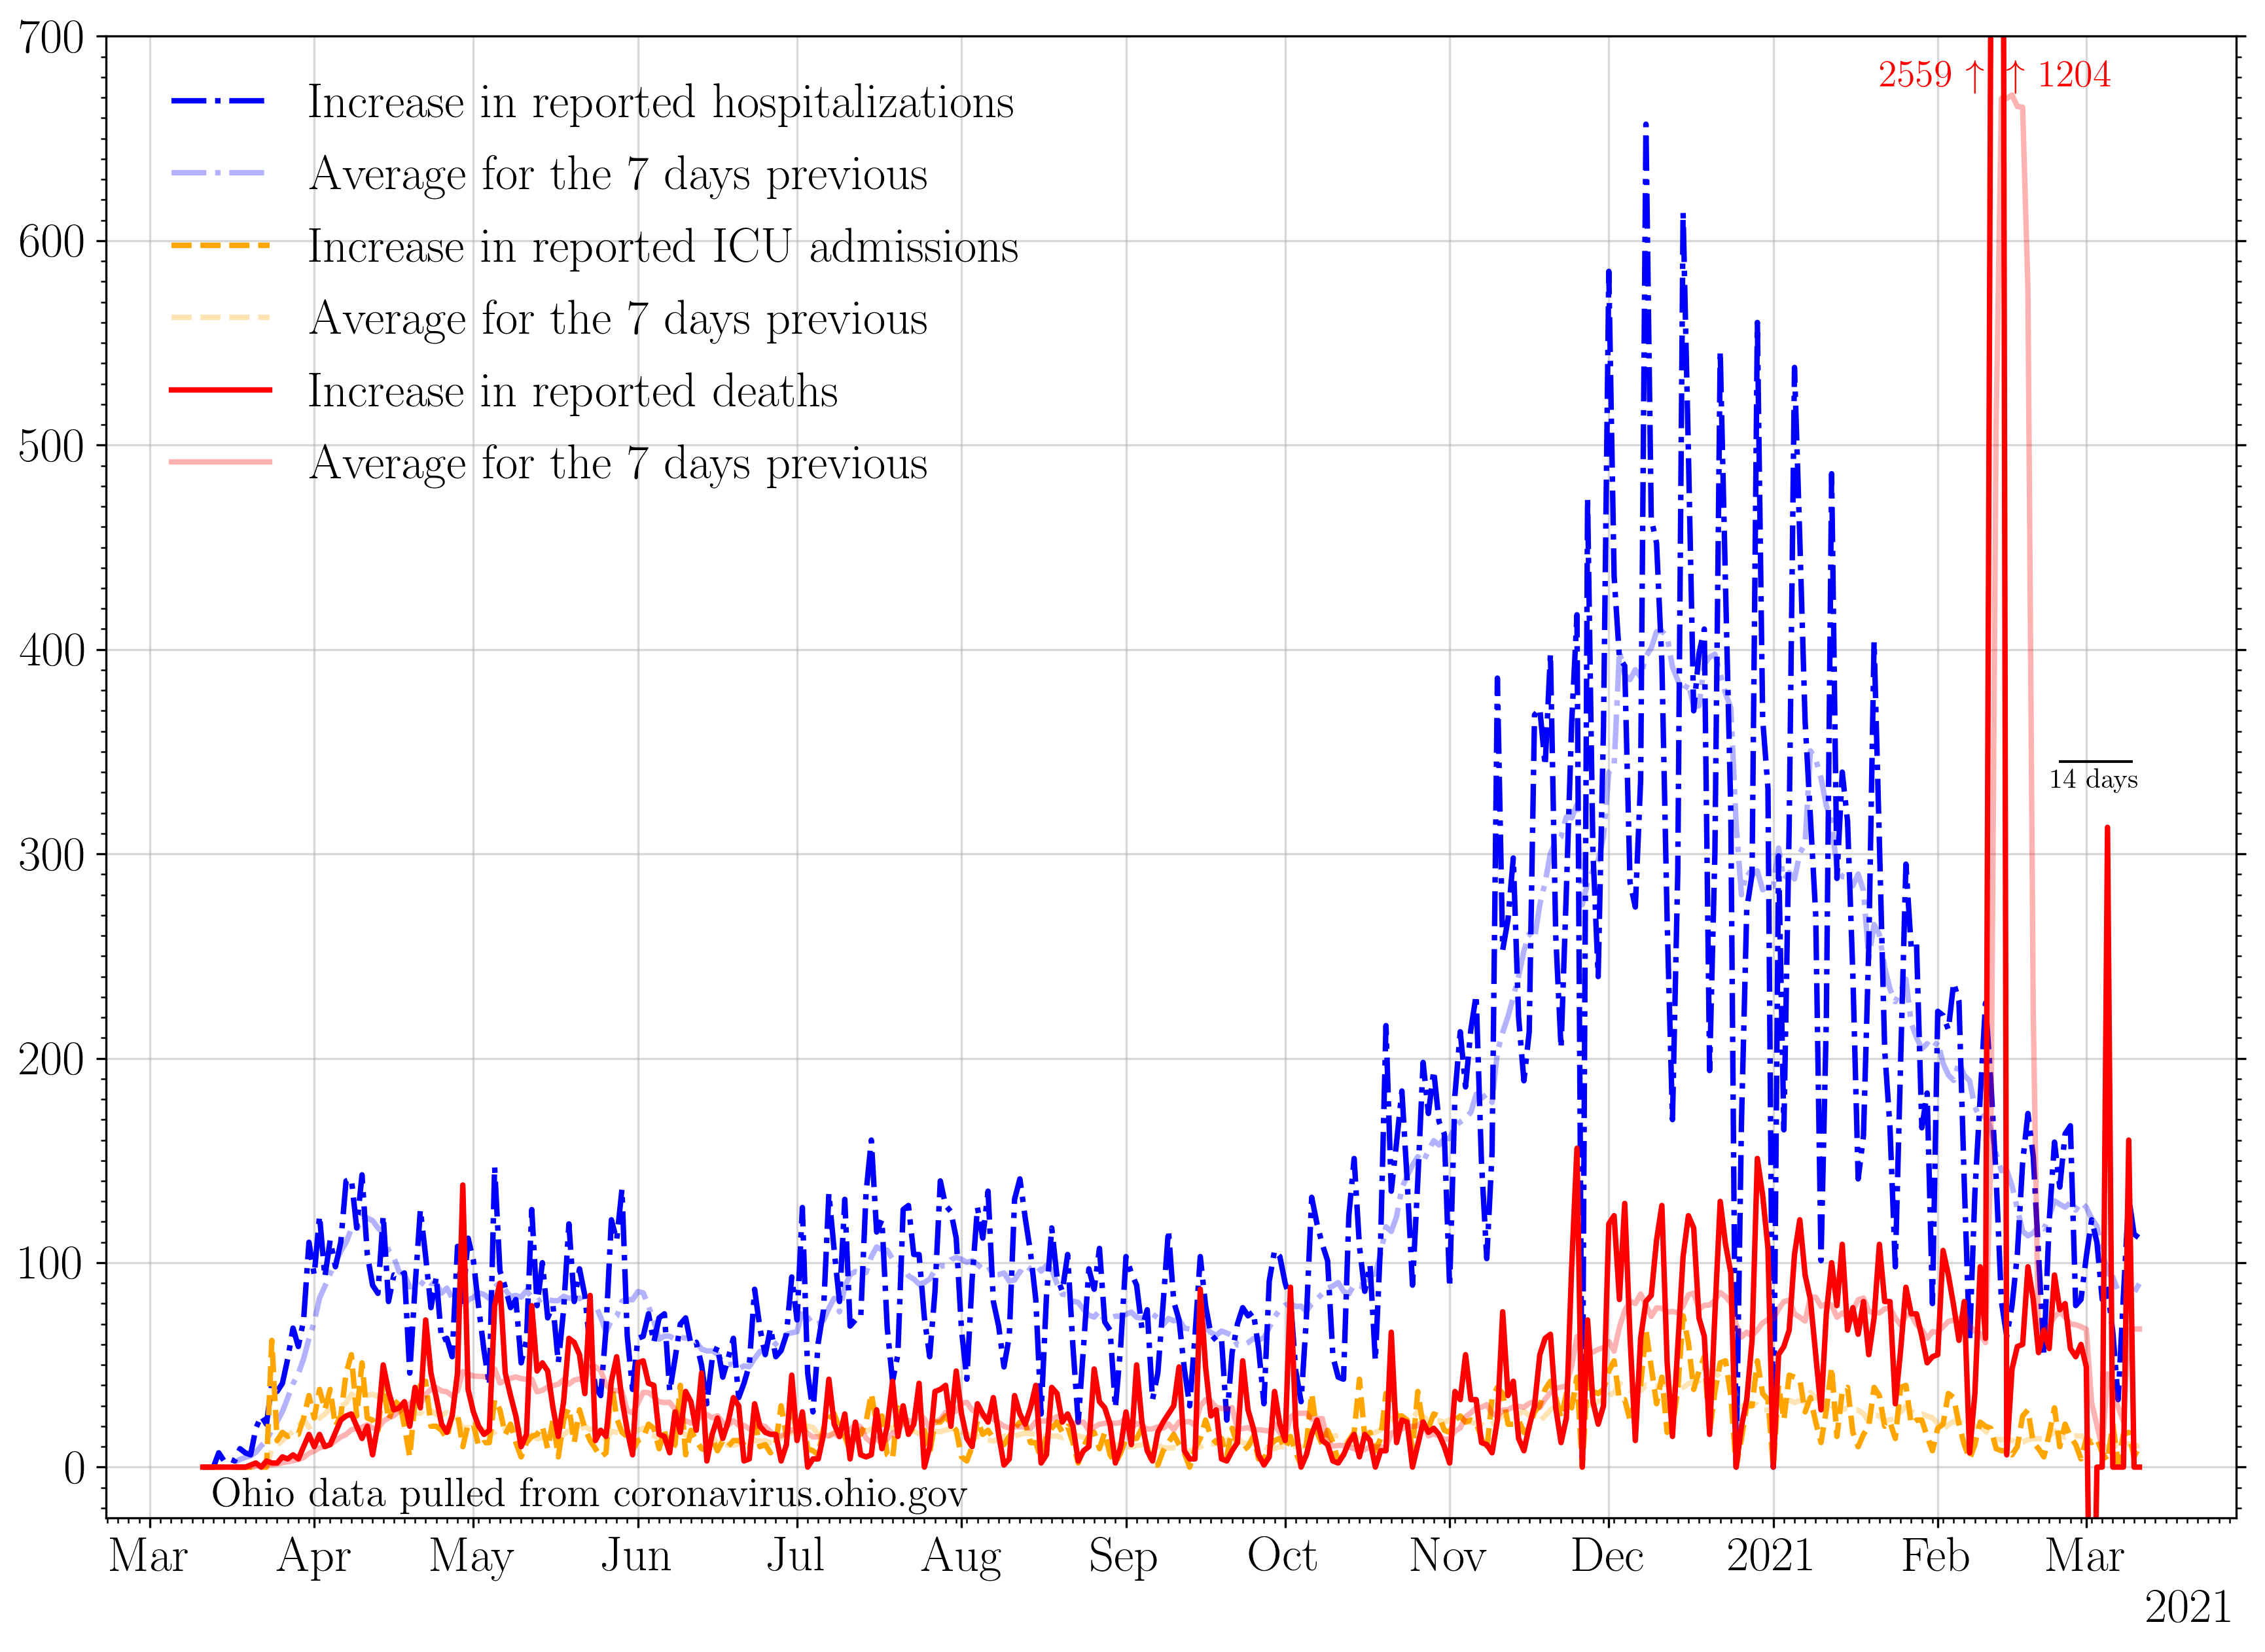 700
600
500
400
300
200
100
0
Increase in reported hospitalizations
Average for the 7 days previous
Increase in reported ICU admissions
Average for the 7 days previous
Increase in reported deaths
Average for the 7 days previous
2559 ↑ ↑ 1204
14 days
Ohio data pulled from coronavirus.ohio.gov
Mar Apr May Jun Jul Aug Sep Oct Nov Dec 2021 Feb Mar
2021